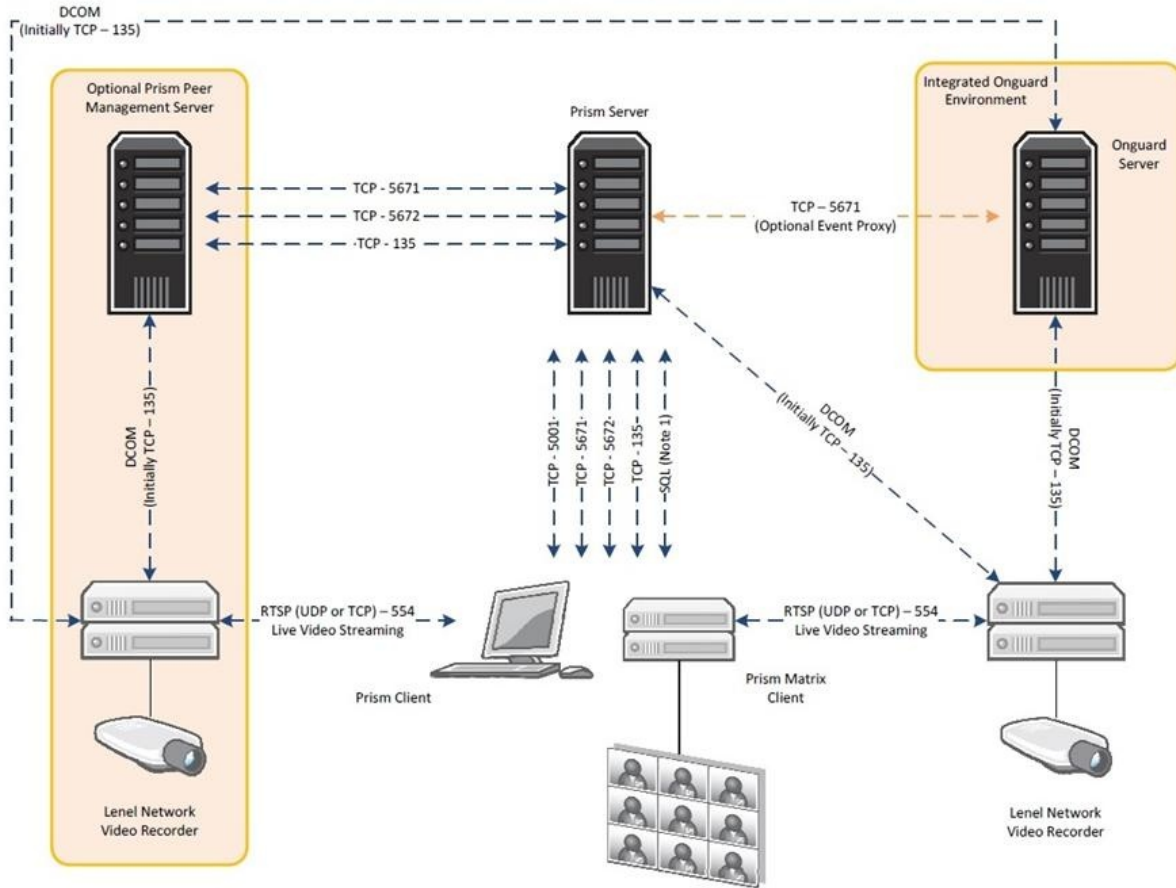 DCOM
(Initially TCP – 135)
Optional Prism Peer
Management Server
Prism Server
Integrated Onguard
Environment
Onguard
Server
TCP - 5671
TCP - 5672
TCP - 135
TCP – 5671
(Optional Event Proxy)
DCOM
(Initially TCP – 135)
TCP - 5001
TCP - 5671
TCP - 5672
TCP - 135
SQL (Note 1)
DCOM
(Initially TCP – 135)
DCOM
(Initially TCP – 135)
RTSP (UDP or TCP) – 554
Live Video Streaming
RTSP (UDP or TCP) – 554
Live Video Streaming
Prism Client
Prism Matrix
Client
Lenel Network
Video Recorder
Lenel Network
Video Recorder